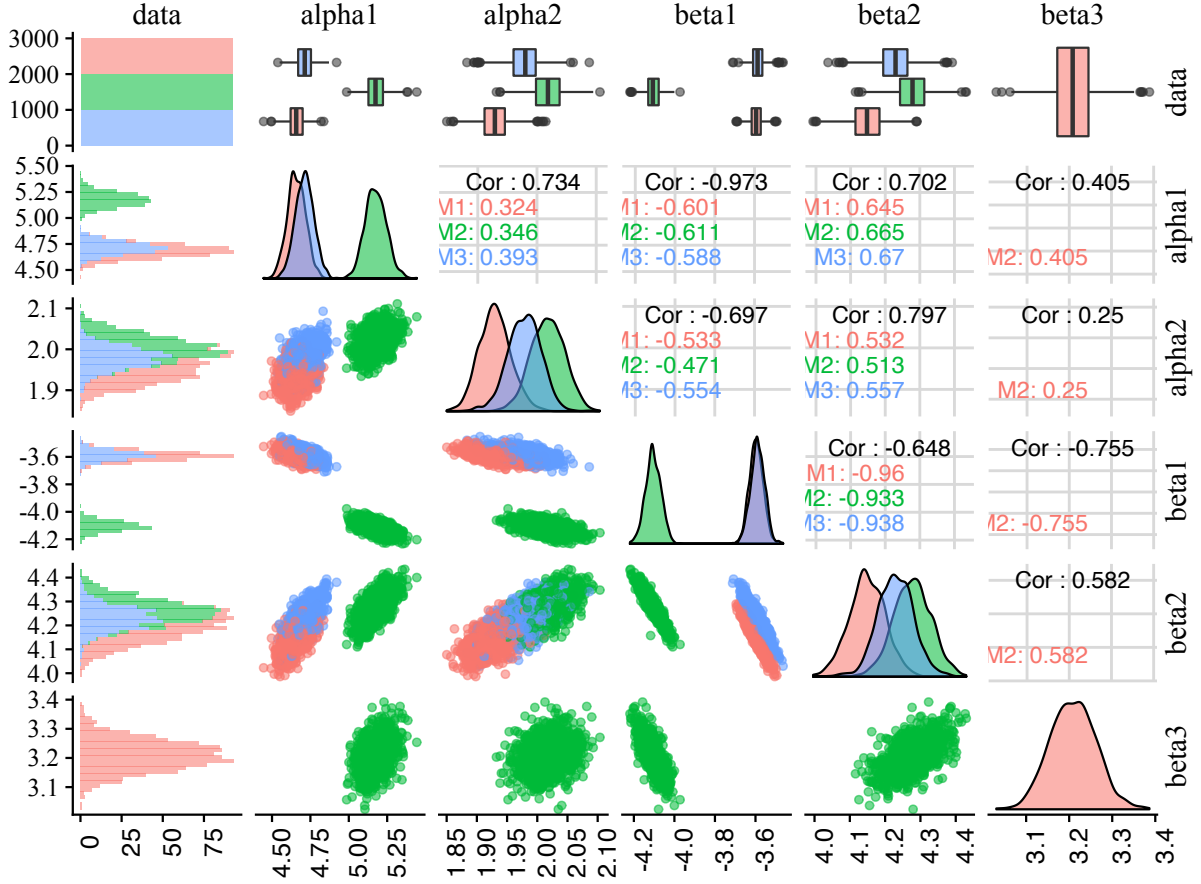 data alpha1 alpha2 beta1 beta2 beta3
3000
2000
1000
0
data
5.50
5.25
5.00
4.75
4.50
Cor : 0.734
M1: 0.324
M2: 0.346
M3: 0.393
Cor : -0.973
M1: -0.601
M2: -0.611
M3: -0.588
Cor : 0.702
M1: 0.645
M2: 0.665
M3: 0.67
Cor : 0.405
M2: 0.405
alpha1
2.1
2.0
1.9
Cor : -0.697
M1: -0.533
M2: -0.471
M3: -0.554
Cor : 0.797
M1: 0.532
M2: 0.513
M3: 0.557
Cor : 0.25
M2: 0.25
alpha2
-3.6
-3.8
-4.0
-4.2
Cor : -0.648
M1: -0.96
M2: -0.933
M3: -0.938
Cor : -0.755
M2: -0.755
beta1
4.4
4.3
4.2
4.1
4.0
Cor : 0.582
M2: 0.582
beta2
3.4
3.3
3.2
3.1
beta3
0 25 50 75
4.50 4.75 5.00 5.25
1.85 1.90 1.95 2.00 2.05 2.10
-4.2 -4.0 -3.8 -3.6
4.0 4.1 4.2 4.3 4.4
3.1 3.2 3.3 3.4